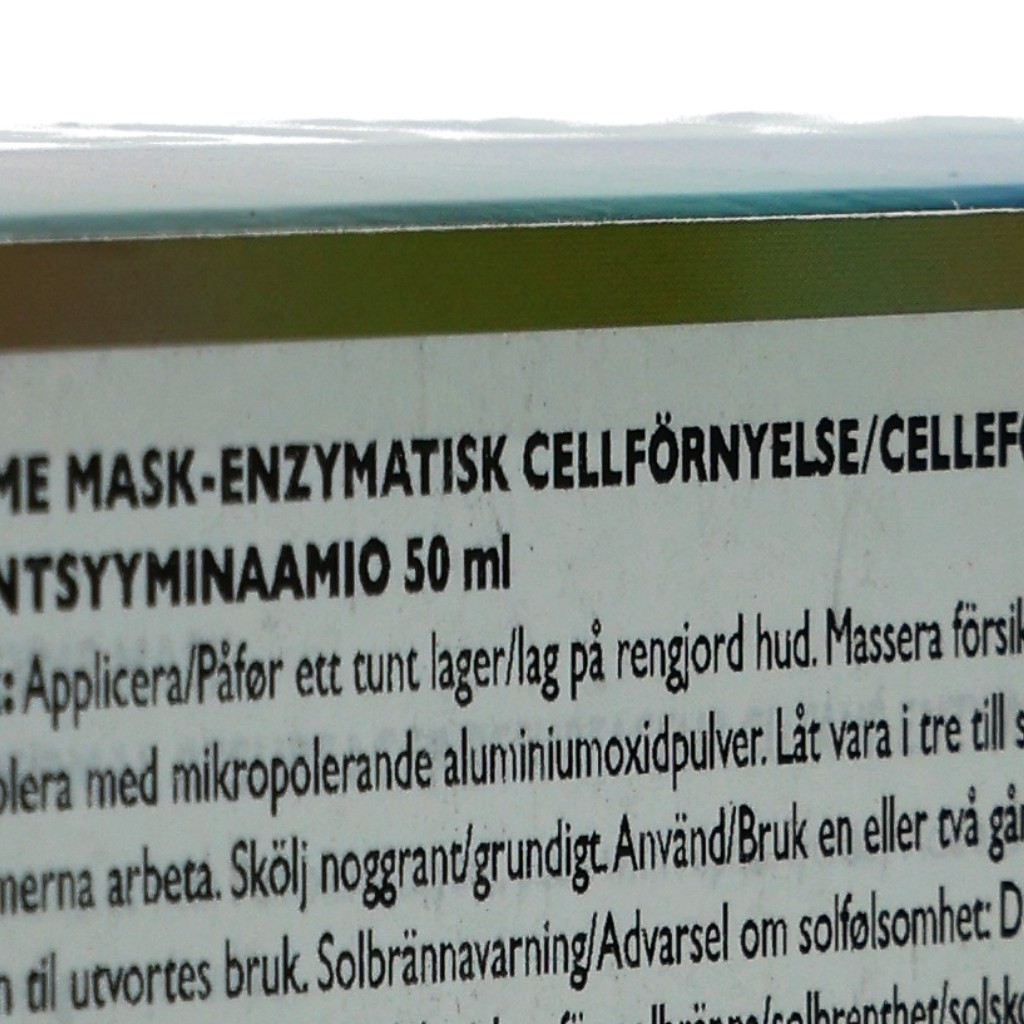 ME MASK-ENZYMATISK CELLFÖRNYELSE/CELLEF
NTSYYMINAAMIO 50 ml
: Applicera/Påfør ett tunt lager/lag på rengjord hud. Massera försik
olera med mikropolerande aluminiumoxidpulver. Låt vara i tre till s
merna arbeta. Skölj noggrant/grundigt. Använd/Bruk en eller två gån
n til utvortes bruk. Solbrännavarning/Advarsel om solfølsomhet: D